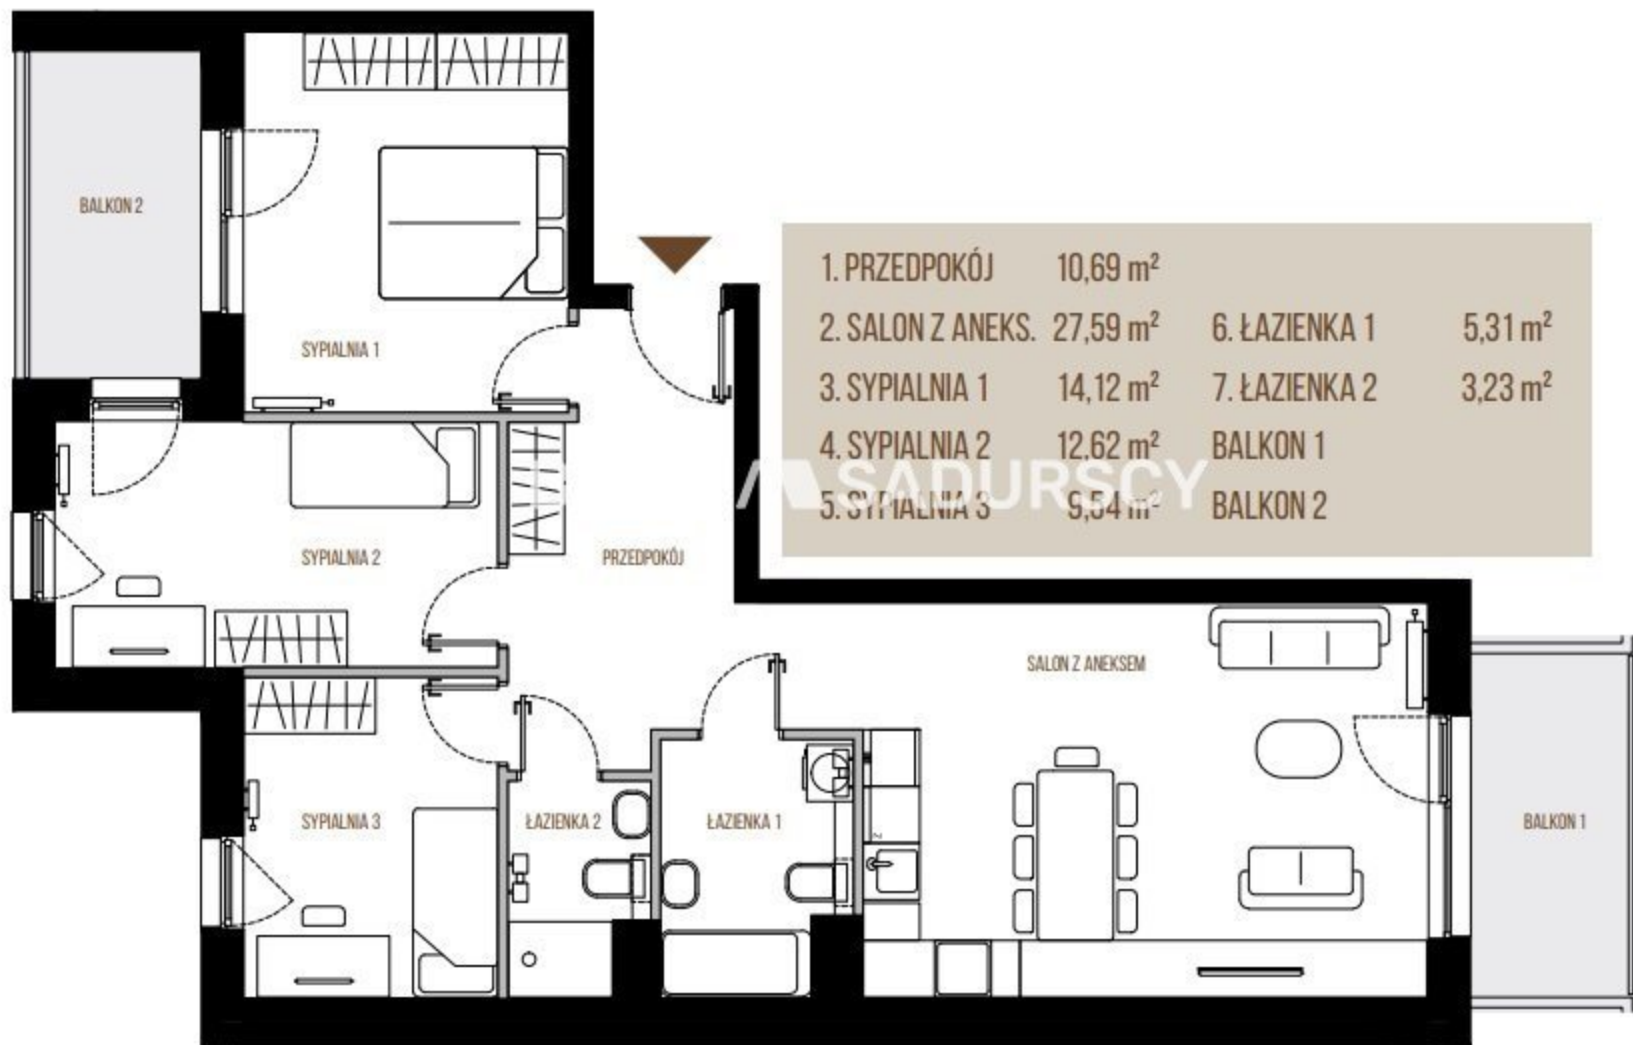 BALKON 2
SYPIALNIA 1
1. PRZEDPOKÓJ 10,69 m²
2. SALON Z ANEKS. 27,59 m² 6. ŁAZIENKA 1 5,31 m²
3. SYPIALNIA 1 14,12 m² 7. ŁAZIENKA 2 3,23 m²
4. SYPIALNIA 2 12,62 m² BALKON 1
SADURSCY
5. SYPIALNIA 3 9,54 m² BALKON 2
SYPIALNIA 2
PRZEDPOKÓJ
SALON Z ANEKSEM
SYPIALNIA 3
ŁAZIENKA 2
ŁAZIENKA 1
BALKON 1